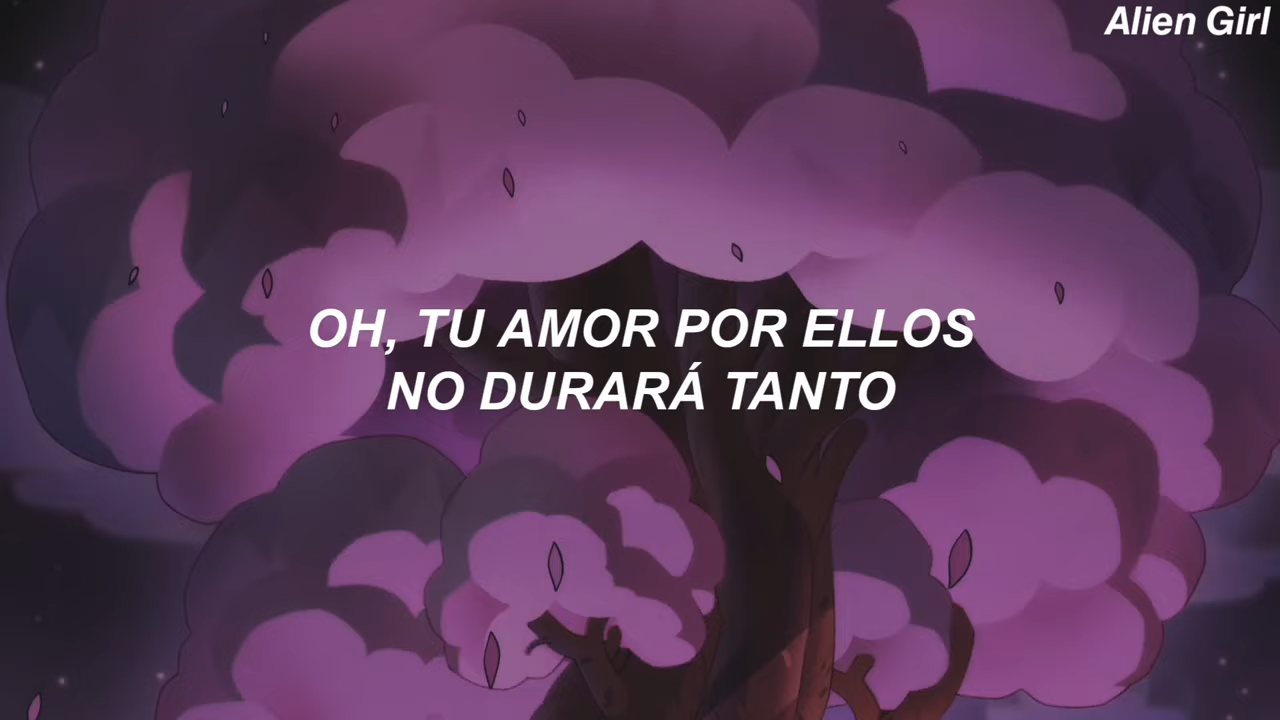 Alien Girl
OH, TU AMOR POR ELLOS
NO DURARÁ TANTO